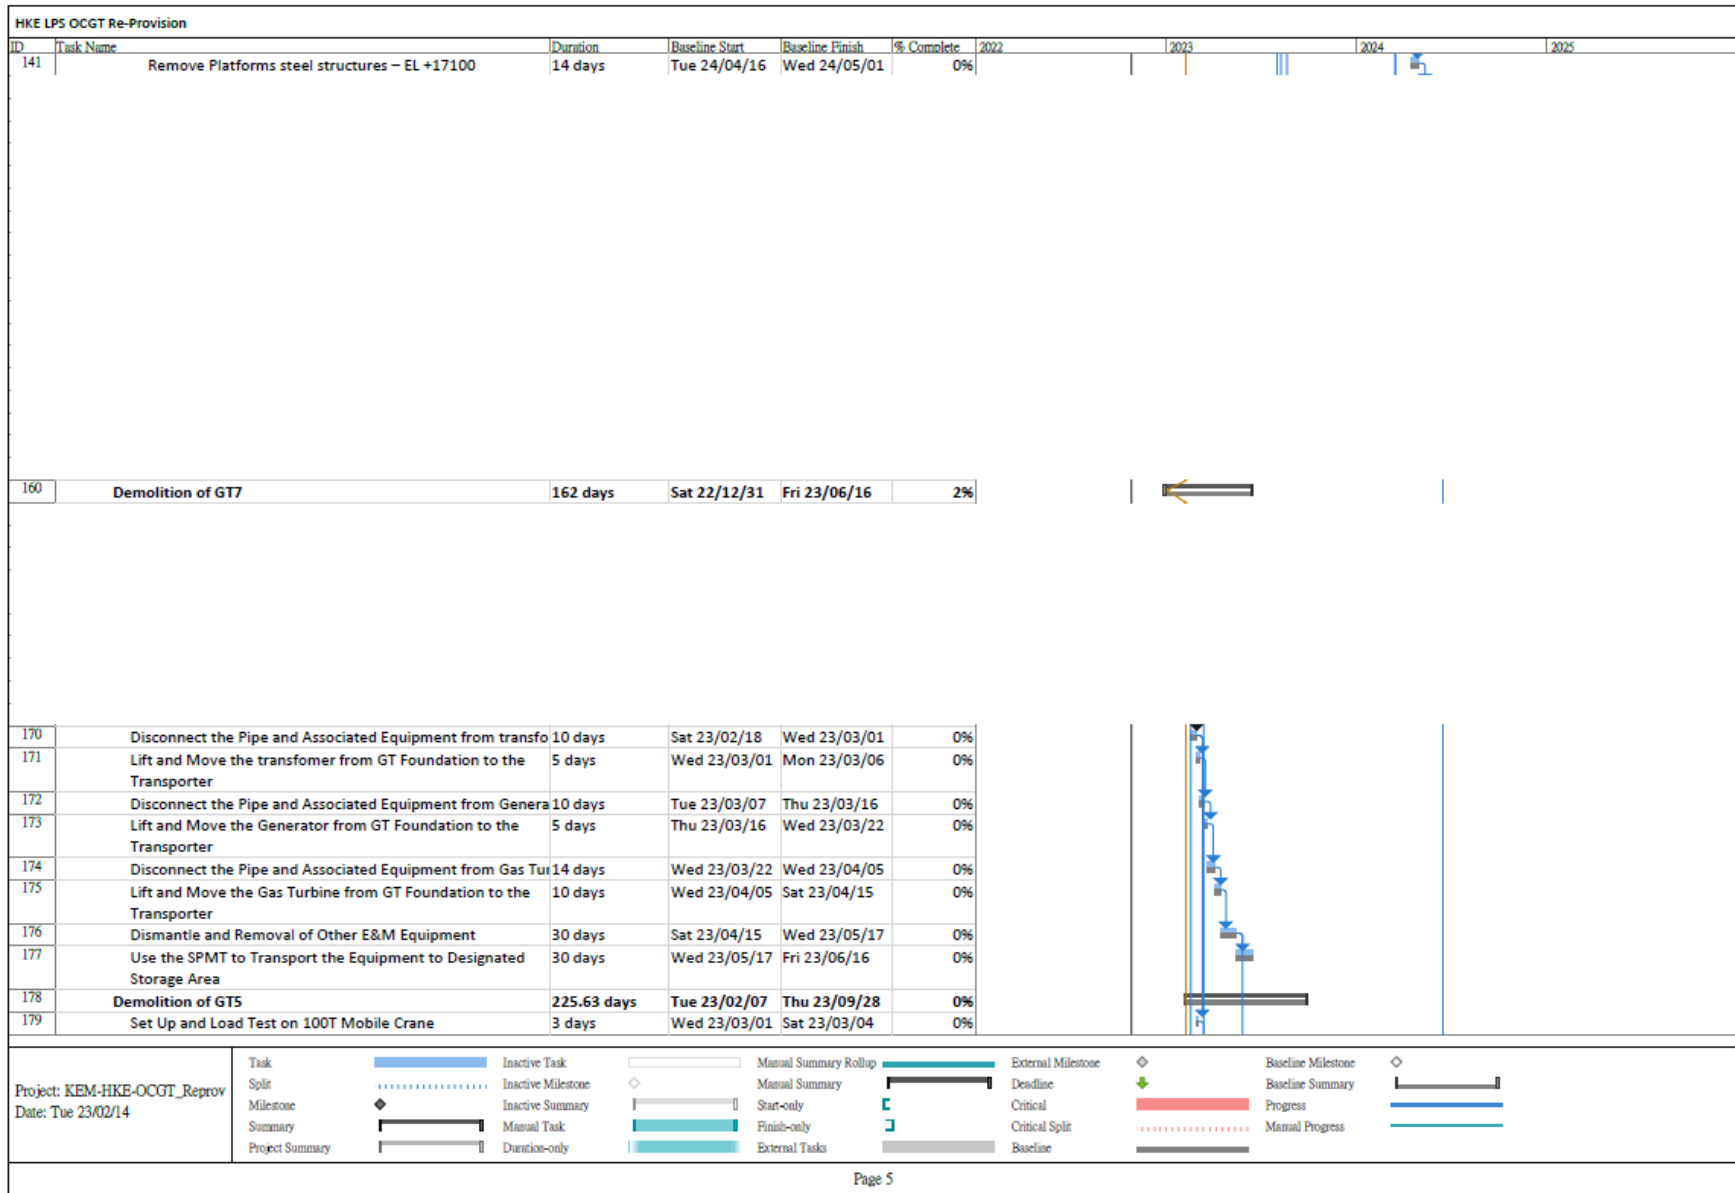 HKE LPS OCGT Re-Provision
ID Task Name Duration Baseline Start Baseline Finish % Complete 2022 2023 2024 2025
141 Remove Platforms steel structures – EL +17100 14 days Tue 24/04/16 Wed 24/05/01 0%
160 Demolition of GT7 162 days Sat 22/12/31 Fri 23/06/16 2%
170 Disconnect the Pipe and Associated Equipment from transfo 10 days Sat 23/02/18 Wed 23/03/01 0%
171 Lift and Move the transfomer from GT Foundation to the 5 days Wed 23/03/01 Mon 23/03/06 0%
Transporter
172 Disconnect the Pipe and Associated Equipment from Genera 10 days Tue 23/03/07 Thu 23/03/16 0%
173 Lift and Move the Generator from GT Foundation to the 5 days Thu 23/03/16 Wed 23/03/22 0%
Transporter
174 Disconnect the Pipe and Associated Equipment from Gas Tur 14 days Wed 23/03/22 Wed 23/04/05 0%
175 Lift and Move the Gas Turbine from GT Foundation to the 10 days Wed 23/04/05 Sat 23/04/15 0%
Transporter
176 Dismantle and Removal of Other E&M Equipment 30 days Sat 23/04/15 Wed 23/05/17 0%
177 Use the SPMT to Transport the Equipment to Designated 30 days Wed 23/05/17 Fri 23/06/16 0%
Storage Area
178 Demolition of GT5 225.63 days Tue 23/02/07 Thu 23/09/28 0%
179 Set Up and Load Test on 100T Mobile Crane 3 days Wed 23/03/01 Sat 23/03/04 0%
Project: KEM-HKE-OCGT_Reprov
Date: Tue 23/02/14
Task Inactive Task Manual Summary Rollup External Milestone Baseline Milestone
Split Inactive Milestone Manual Summary Deadline Baseline Summary
Milestone Inactive Summary Start-only Critical Progress
Summary Manual Task Finish-only Critical Split Manual Progress
Project Summary Duration-only External Tasks Baseline
Page 5